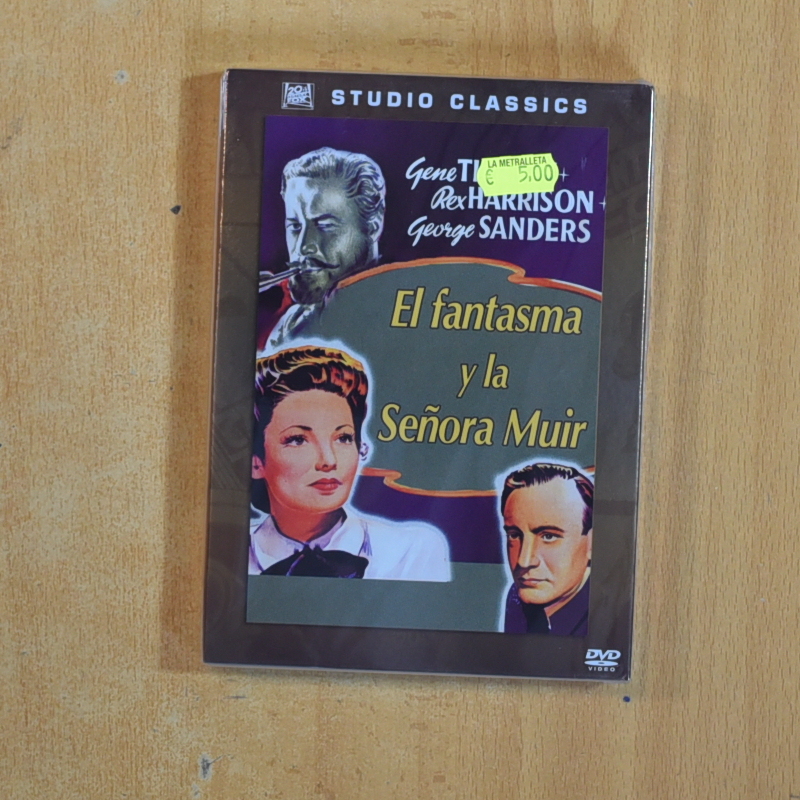 20th
CENTURY
FOX
STUDIO CLASSICS
LA METRALLETA
€ 5,00
Gene
Rex HARRISON
George SANDERS
El fantasma
y la
Señora Muir
DVD
VIDEO